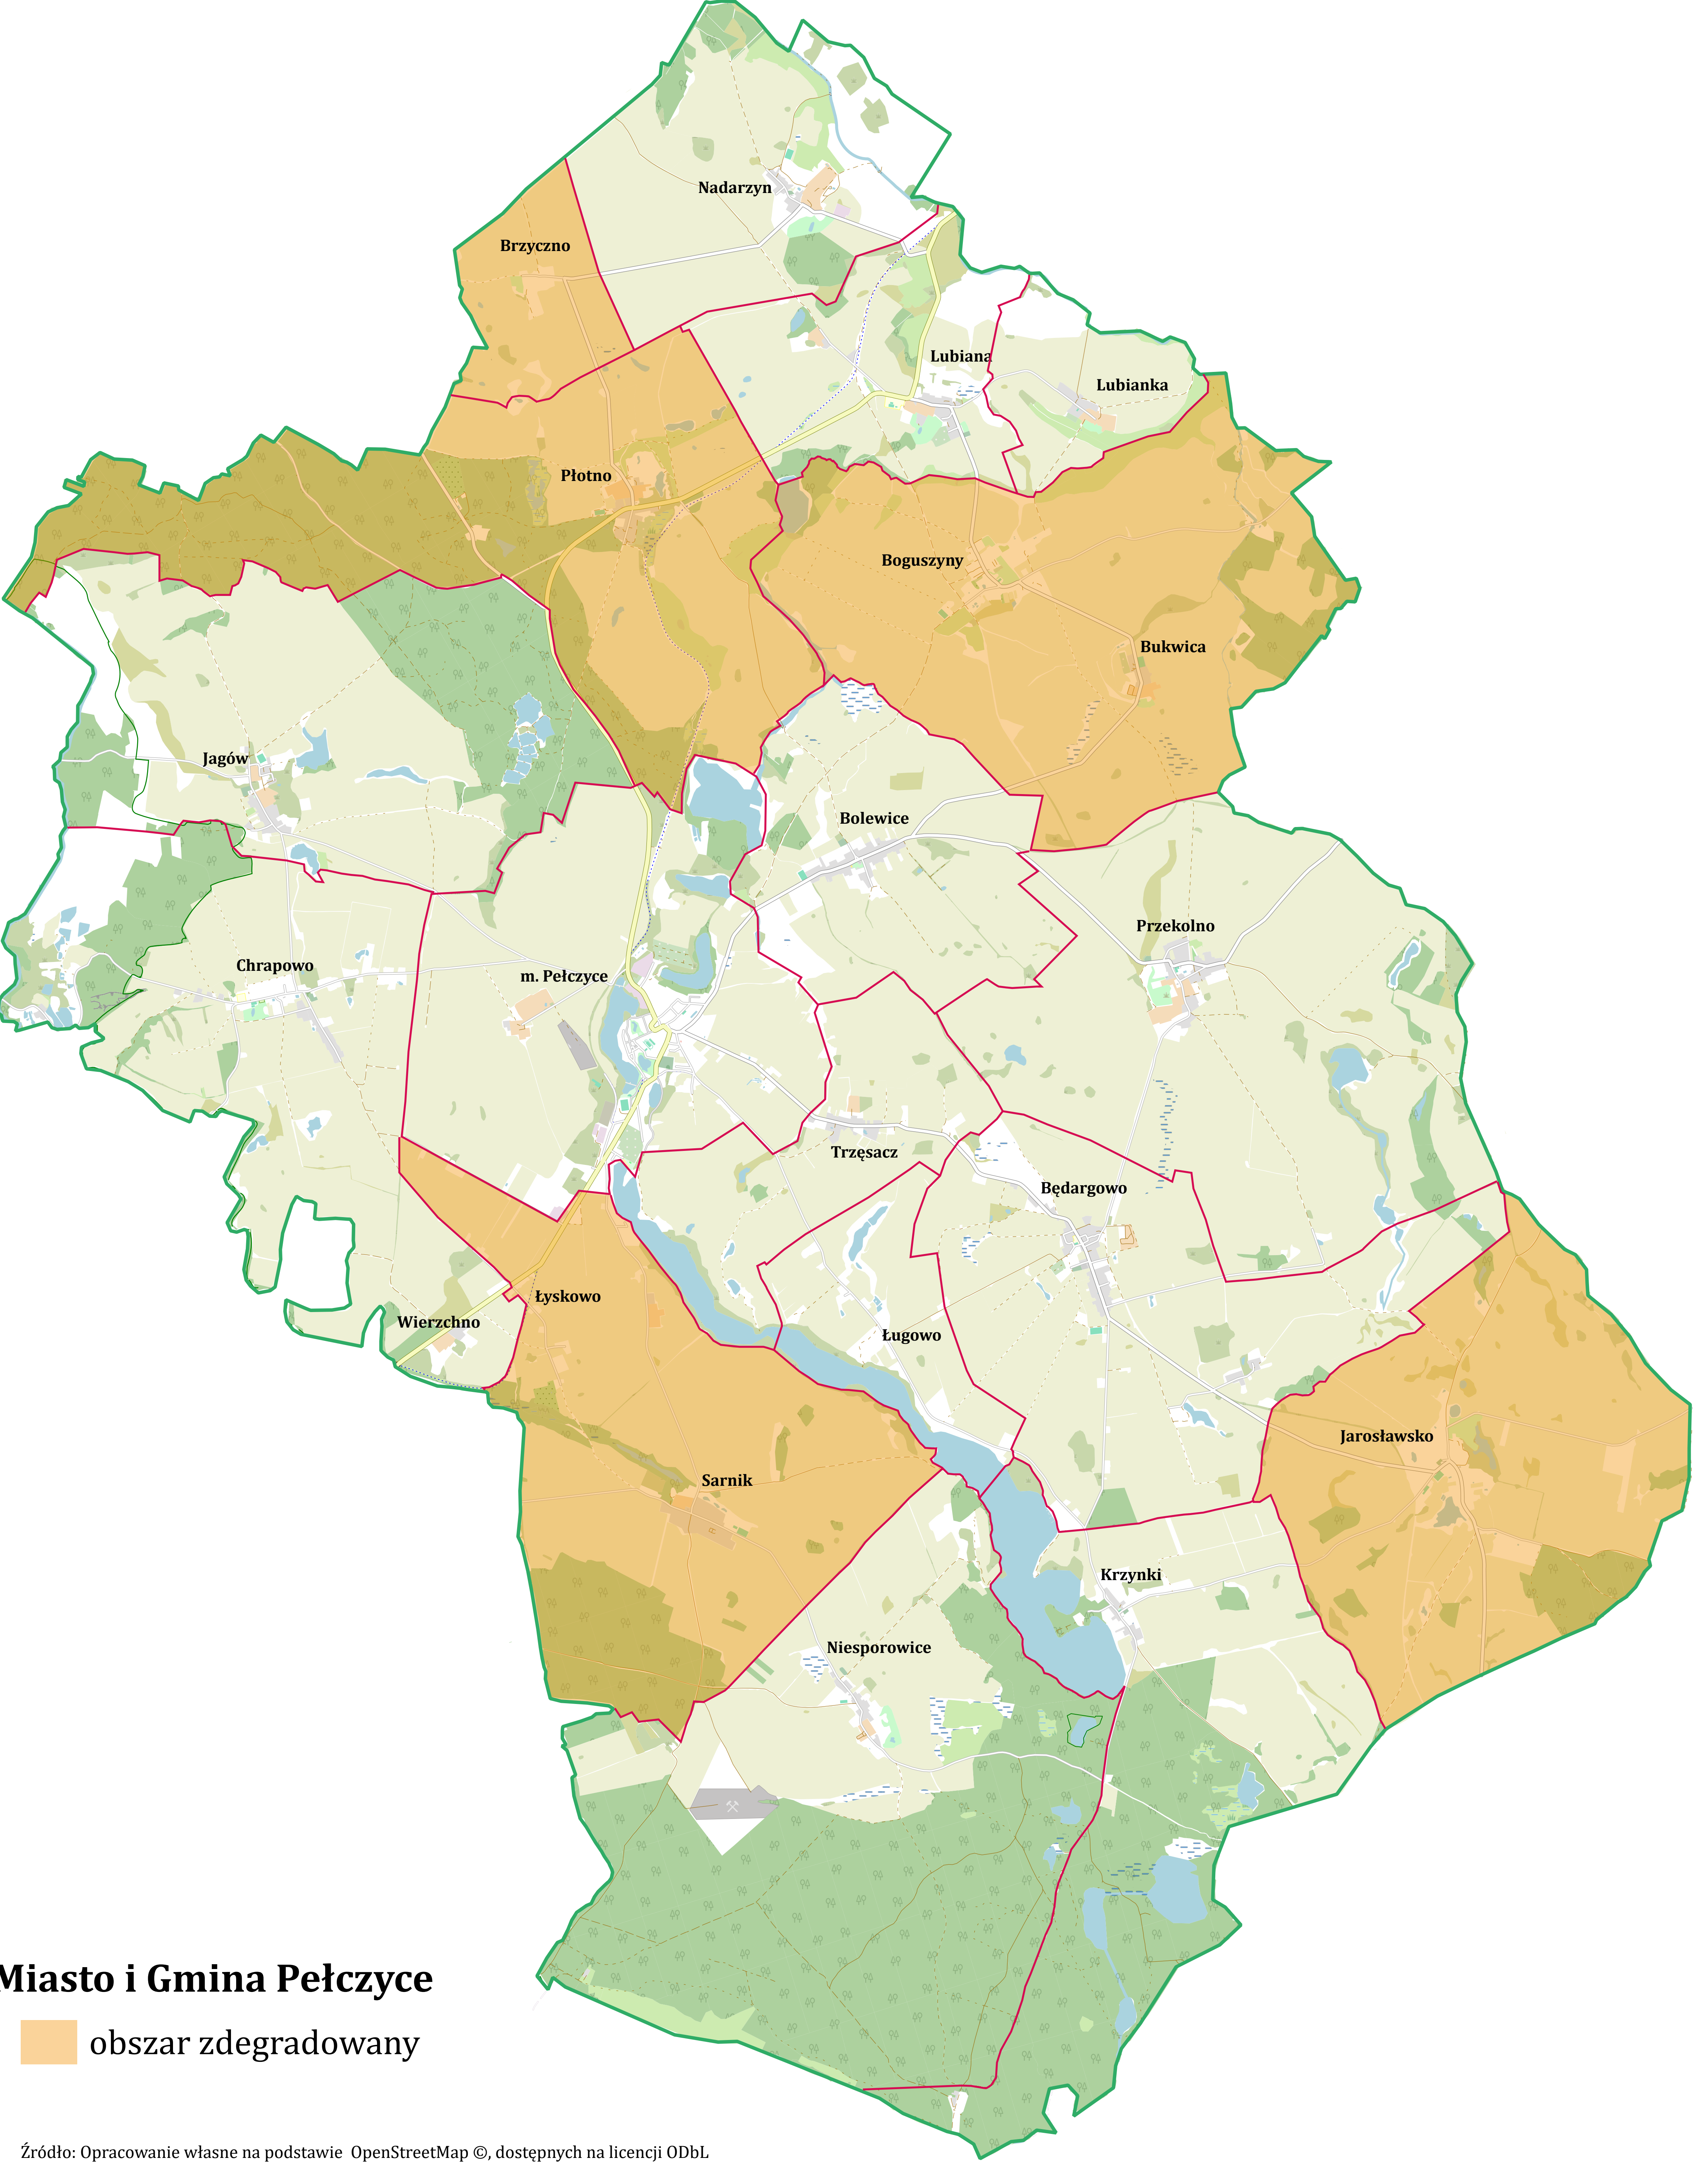 Nadarzyn
Brzyczno
Lubiana
Lubianka
Płotno
Boguszyny
Bukwica
Jagów
Bolewice
Przekolno
Chrapowo
m. Pełczyce
Trzęsacz
Będargowo
Łyskowo
Wierzchno
Ługowo
Jarosławsko
Sarnik
Krzynki
Niesporowice
Miasto i Gmina Pełczyce
obszar zdegradowany
Źródło: Opracowanie własne na podstawie OpenStreetMap ©, dostępnych na licencji ODbL